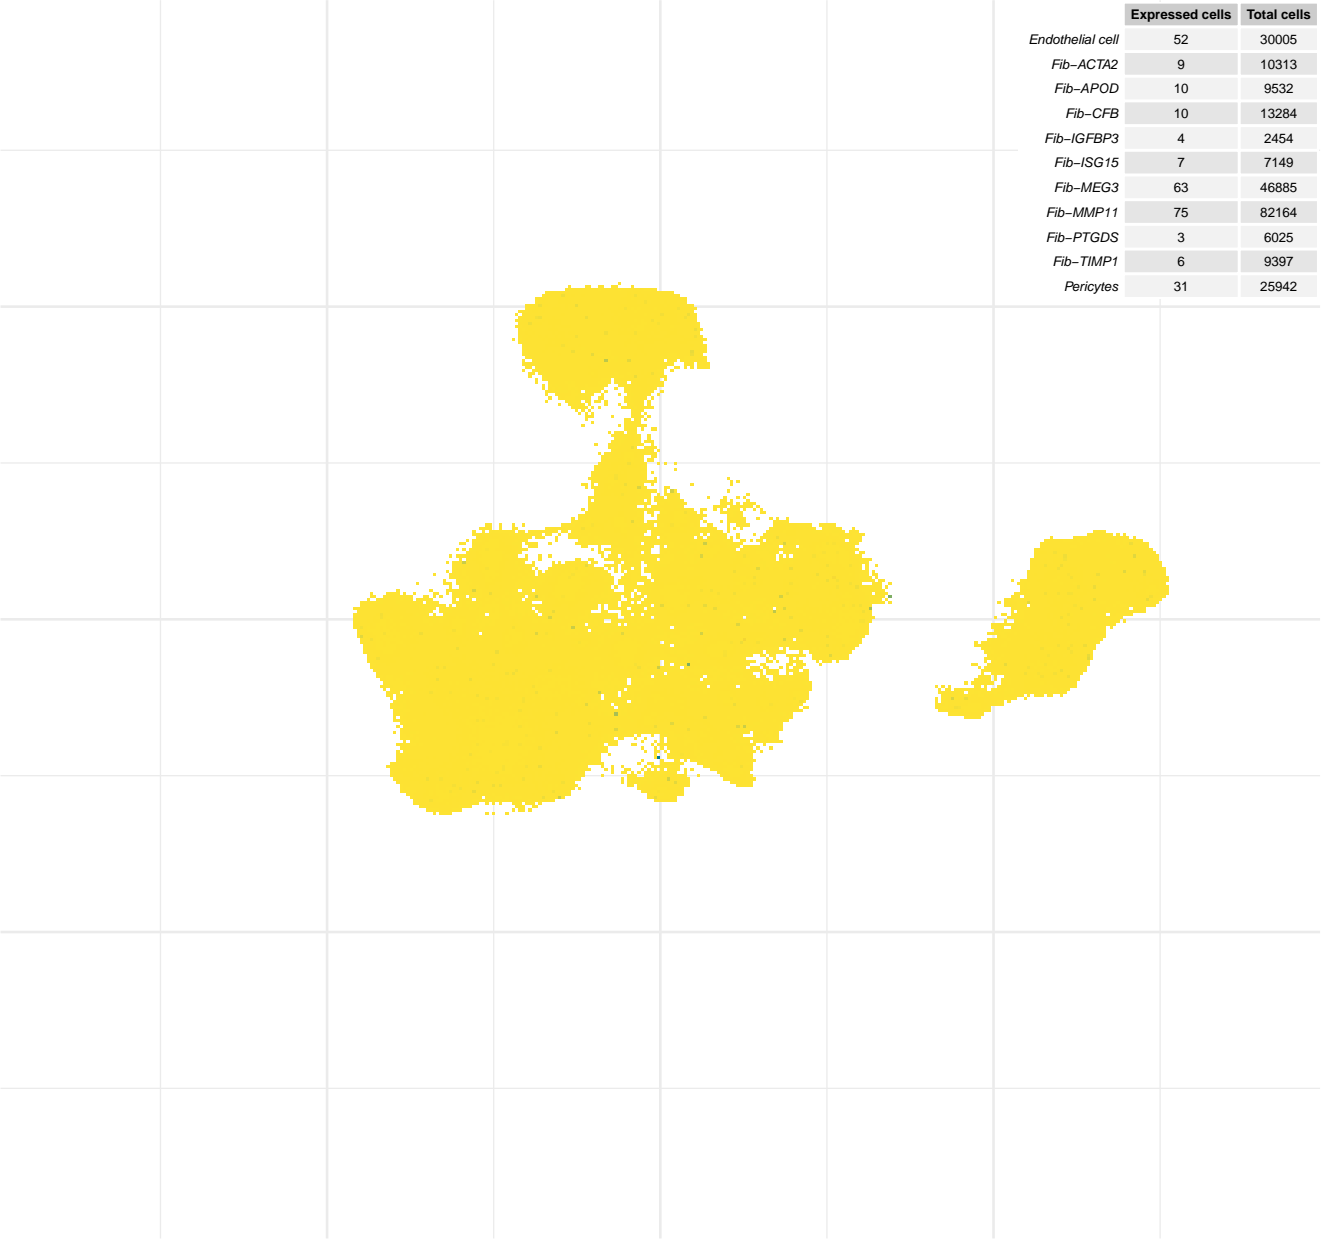 Expressed cells Total cells
Endothelial cell 52 30005
Fib−ACTA2 9 10313
Fib−APOD 10 9532
Fib−CFB 10 13284
Fib−IGFBP3 4 2454
Fib−ISG15 7 7149
Fib−MEG3 63 46885
Fib−MMP11 75 82164
Fib−PTGDS 3 6025
Fib−TIMP1 6 9397
Pericytes 31 25942